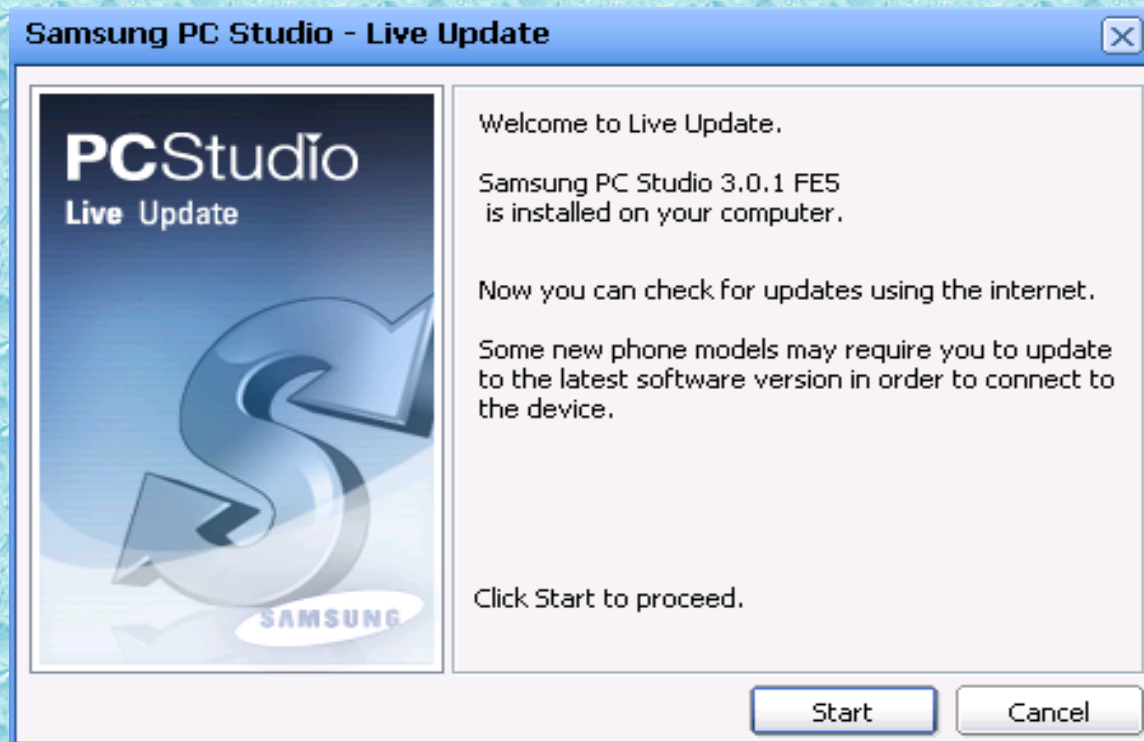 Samsung PC Studio - Live Update
PCStudio
Live Update
SAMSUNG
Welcome to Live Update.
Samsung PC Studio 3.0.1 FE5
is installed on your computer.
Now you can check for updates using the internet.
Some new phone models may require you to update
to the latest software version in order to connect to
the device.
Click Start to proceed.
Start
Cancel